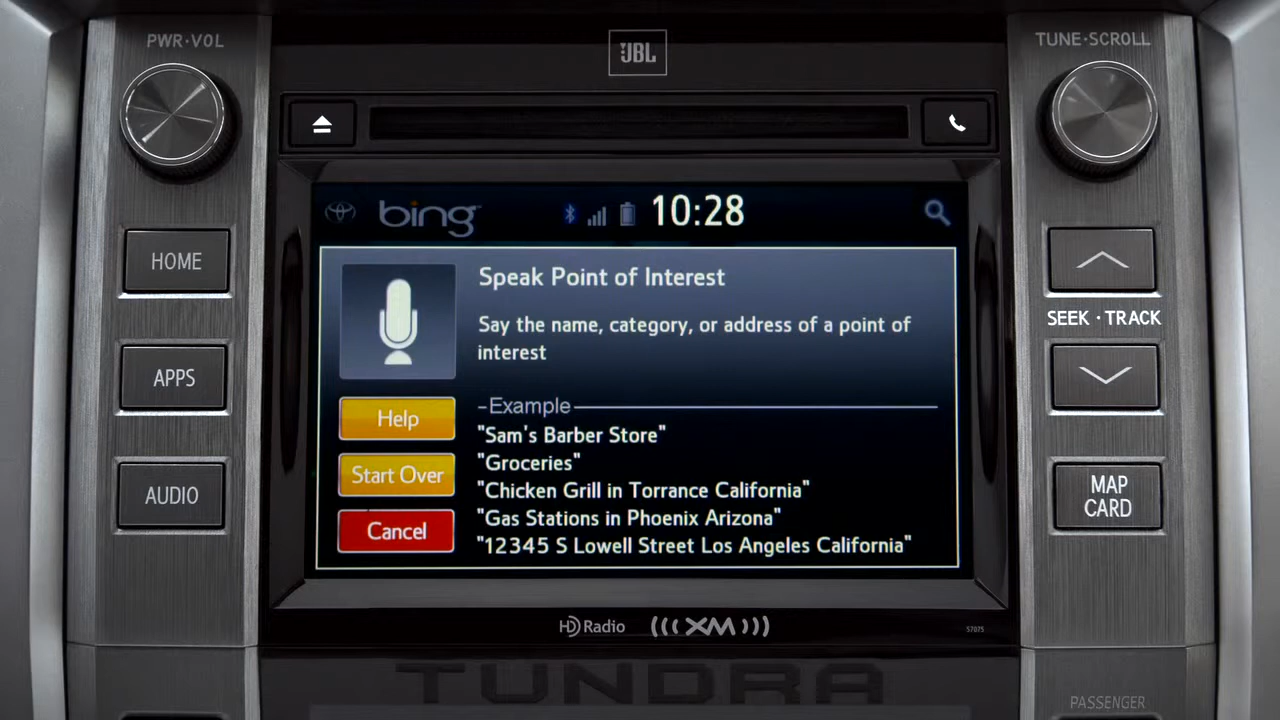 PWR·VOL
JBL
TUNE·SCROLL
bing
10:28
HOME
APPS
AUDIO
Speak Point of Interest
Say the name, category, or address of a point of
interest
Help
Start Over
Cancel
Example
"Sam's Barber Store"
"Groceries"
"Chicken Grill in Torrance California"
"Gas Stations in Phoenix Arizona"
"12345 S Lowell Street Los Angeles California"
SEEK · TRACK
MAP
CARD
HD Radio
XM
57075
TUNDRA
PASSENGER